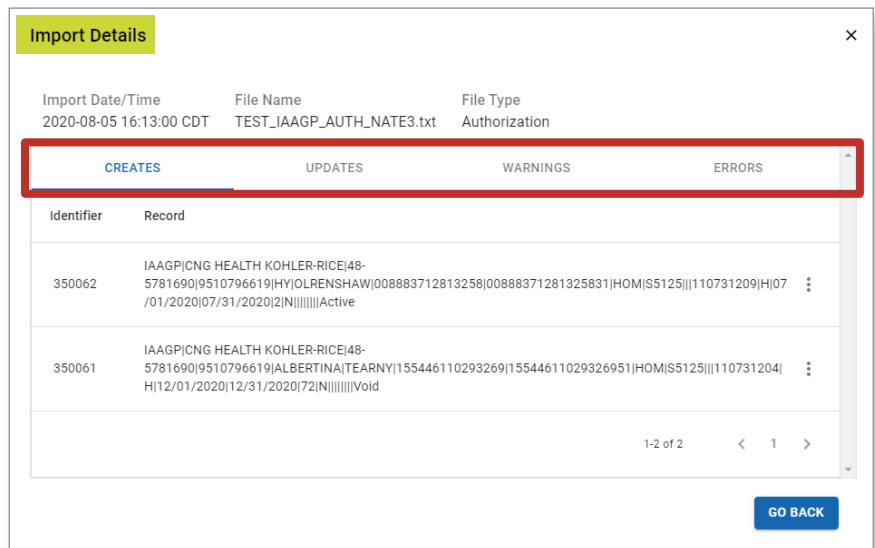 Import Details
Import Date/Time File Name File Type
2020-08-05 16:13:00 CDT TEST_IAAGP_AUTH_NATE3.txt Authorization
CREATES UPDATES WARNINGS ERRORS
Identifier Record
IAAGP|CNG HEALTH KOHLER-RICE|48-
350062 5781690|9510796619|HY|OLRENSHAW|008883712813258|00888371281325831|HOM|S5125|||110731209|H|07
/01/2020|07/31/2020|2|N||||||||Active
IAAGP|CNG HEALTH KOHLER-RICE|48-
350061 5781690|9510796619|ALBERTINA|TEARNY|155446110293269|15544611029326951|HOM|S5125|||110731204|
H|12/01/2020|12/31/2020|72|N||||||||Void
1-2 of 2 1
GO BACK